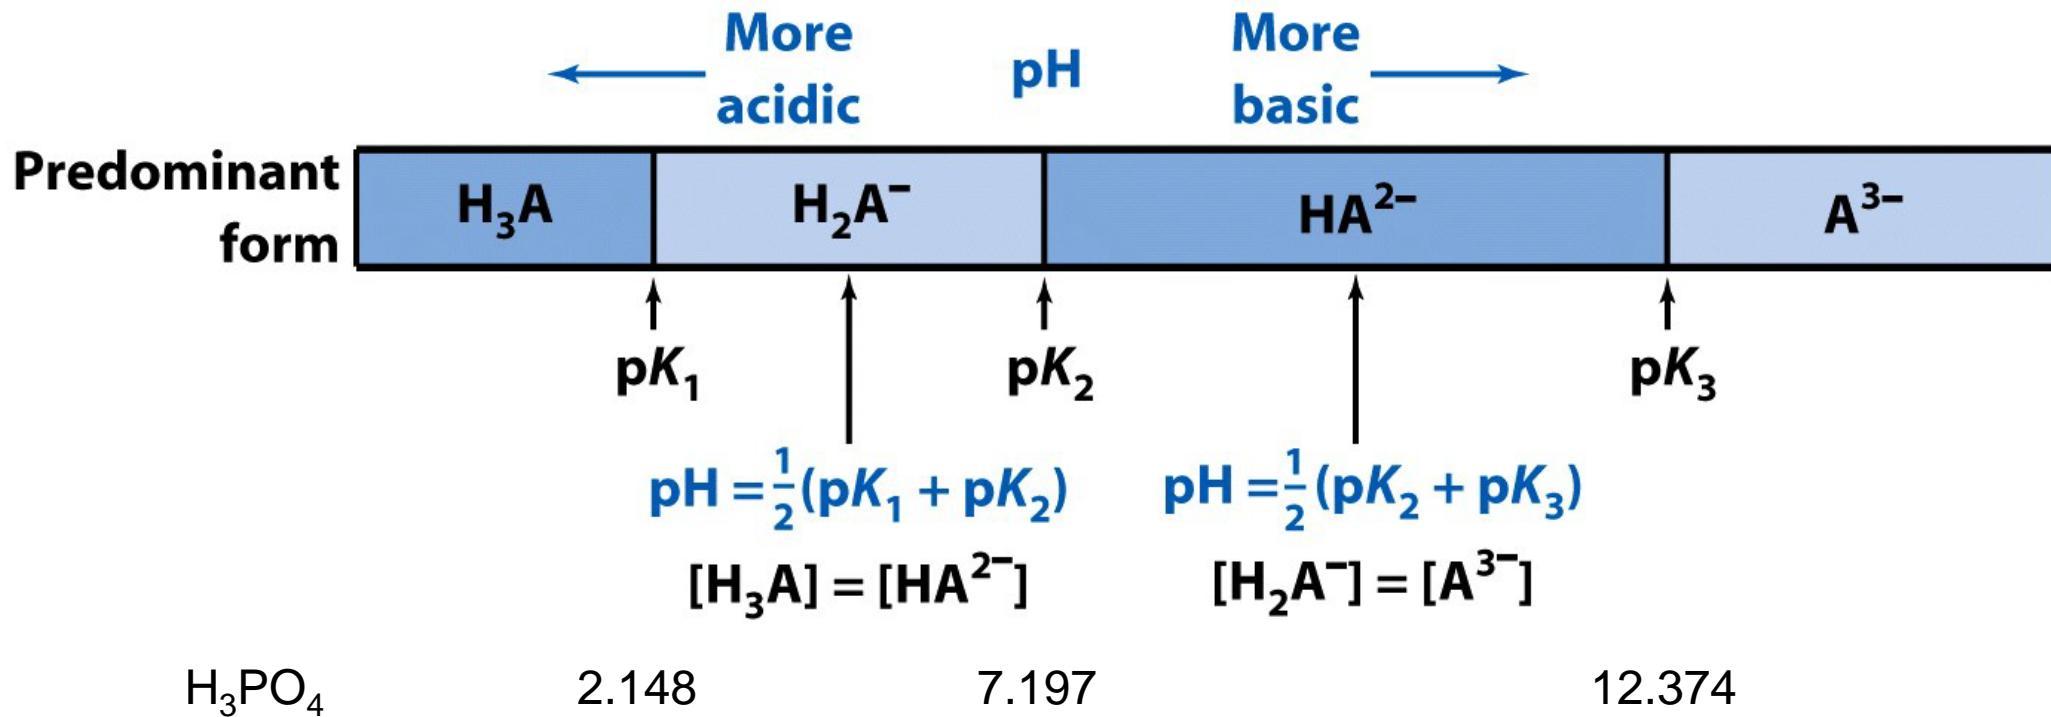 More acidic
pH
More basic
Predominant form
H₃A
H₂A⁻
HA²⁻
A³⁻
pK₁
pK₂
pK₃
pH = ½(pK₁ + pK₂)
pH = ½(pK₂ + pK₃)
[H₃A] = [HA²⁻]
[H₂A⁻] = [A³⁻]
H₃PO₄ 2.148 7.197 12.374